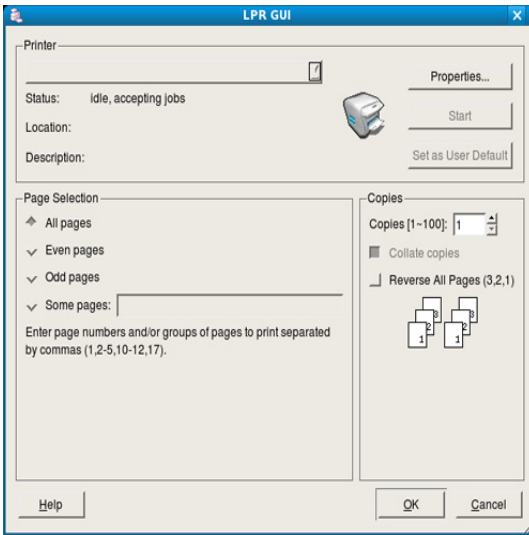 LPR GUI
Printer
Properties...
Status: idle, accepting jobs
Start
Location:
Set as User Default
Description:
Page Selection
All pages
Even pages
Odd pages
Some pages:
Enter page numbers and/or groups of pages to print separated
by commas (1,2-5,10-12,17).
Copies
Copies [1~100]: 1
Collate copies
Reverse All Pages (3,2,1)
3 3
2 2
1 1
Help
OK
Cancel